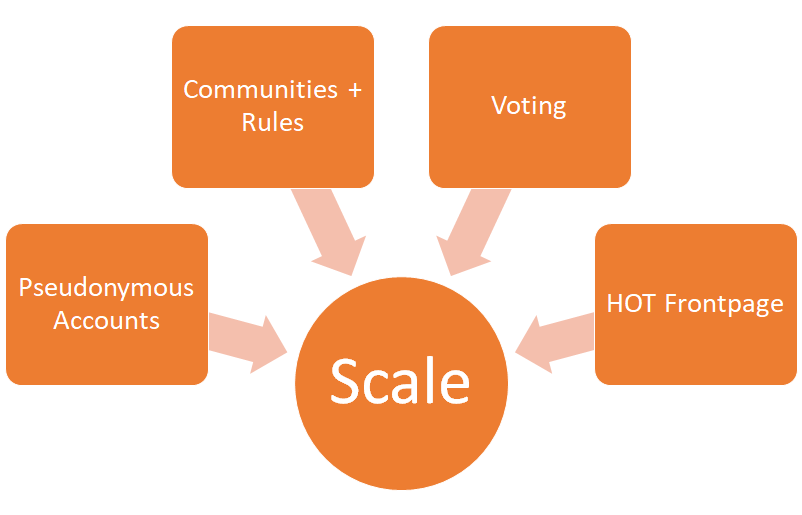 Communities +
Rules
Voting
Pseudonymous
Accounts
HOT Frontpage
Scale